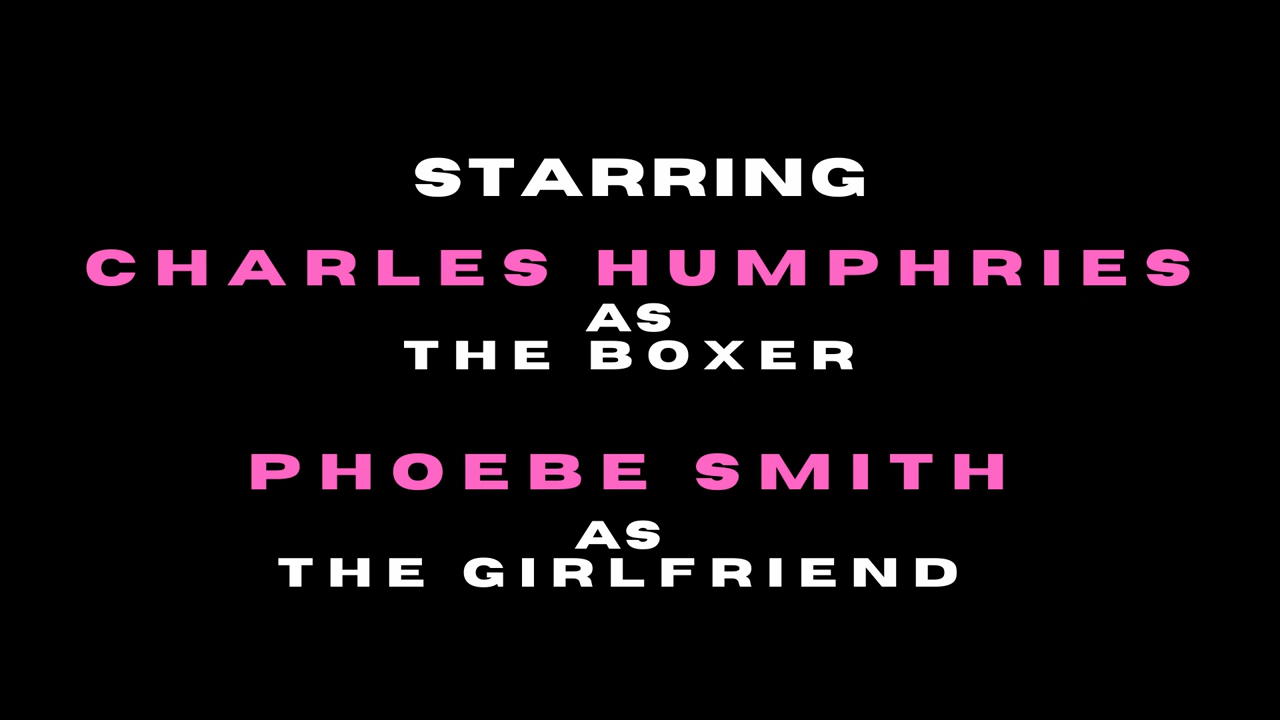 STARRING
CHARLES HUMPHRIES
AS
THE BOXER
PHOEBE SMITH
AS
THE GIRLFRIEND